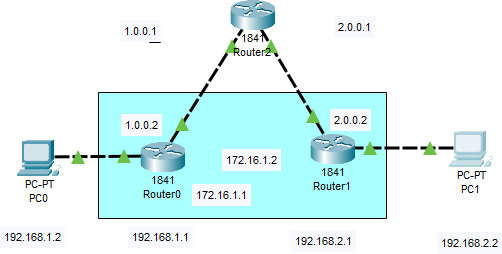 1.0.0.1
2.0.0.1
1841
Router2
1.0.0.2
2.0.0.2
172.16.1.2
PC-PT
PC0
1841
Router0
1841
Router1
PC-PT
PC1
172.16.1.1
192.168.1.2
192.168.1.1
192.168.2.1
192.168.2.2